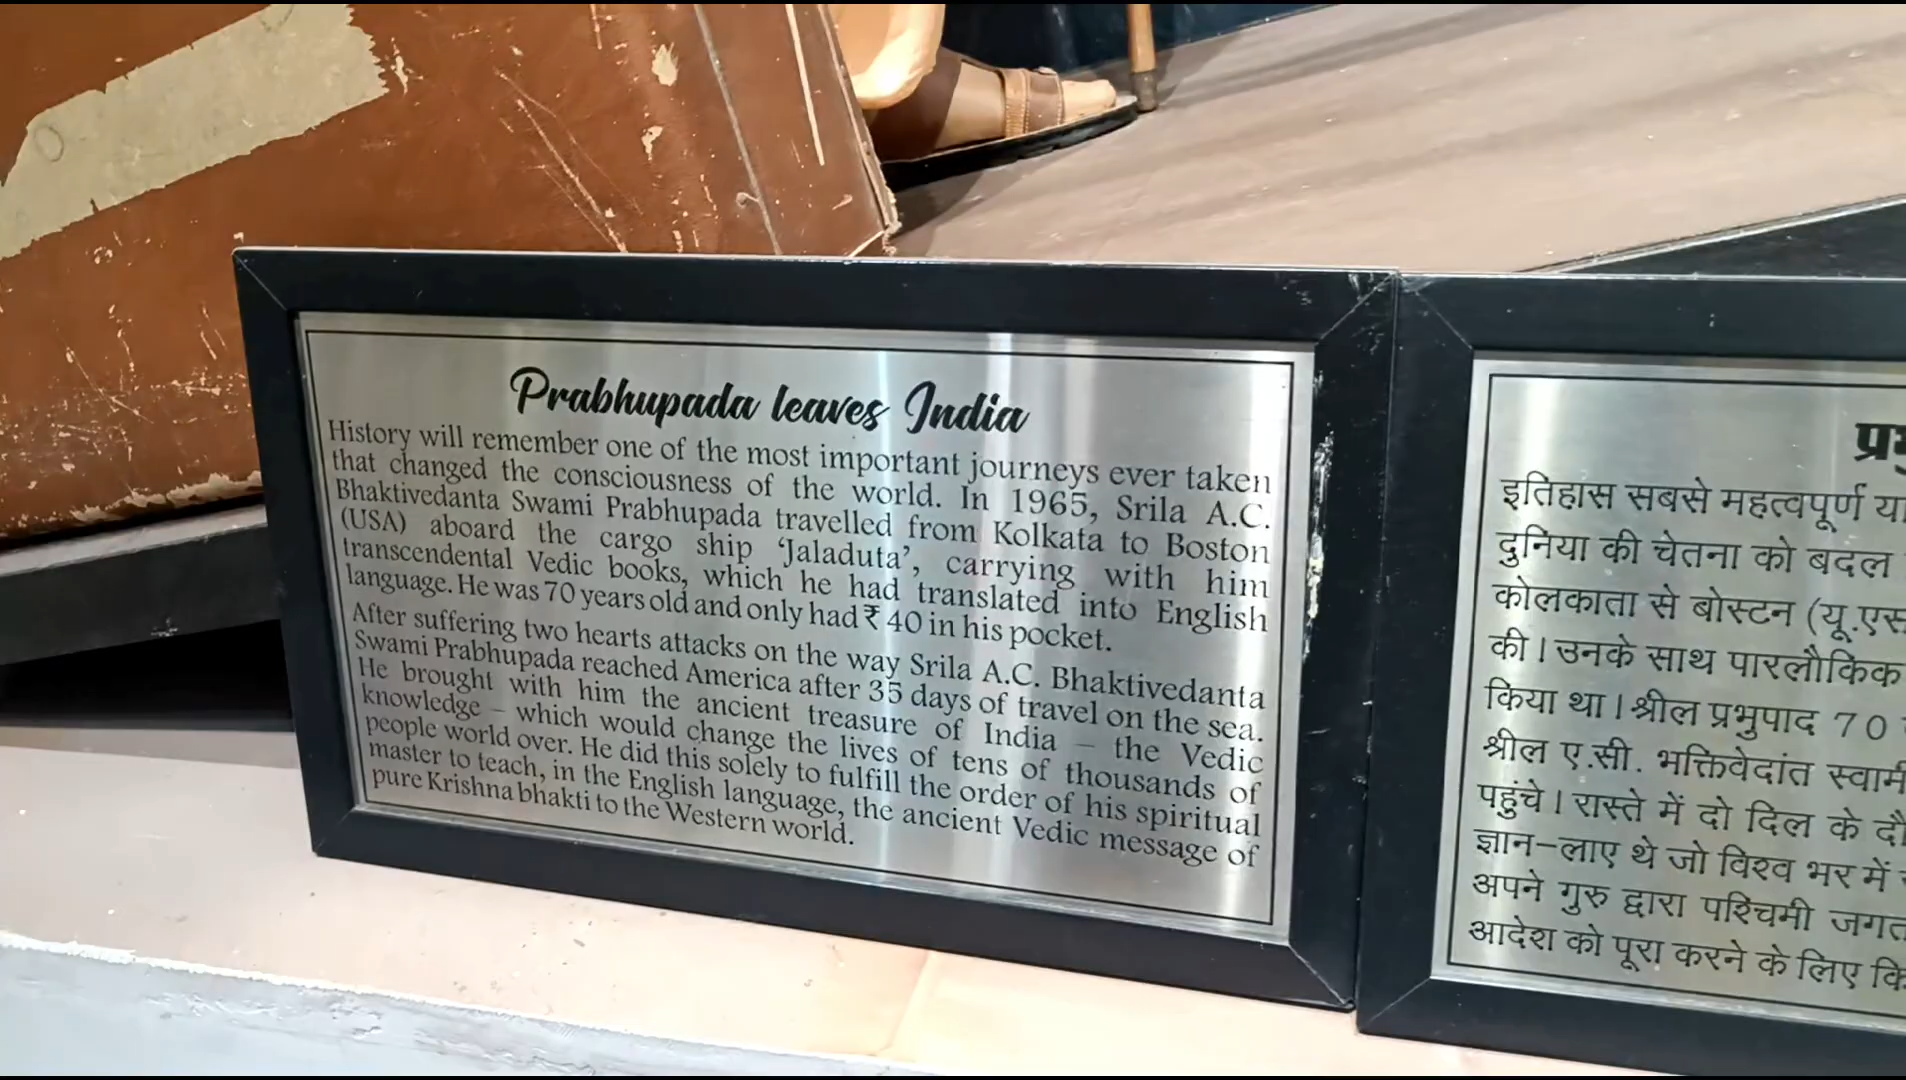 Prabhupada leaves India
History will remember one of the most important journeys ever taken
that changed the consciousness of the world. In 1965, Srila A.C.
Bhaktivedanta Swami Prabhupada travelled from Kolkata to Boston
(USA) aboard the cargo ship ‘Jaladuta’, carrying with him
transcendental Vedic books, which he had translated into English
language. He was 70 years old and only had ₹ 40 in his pocket.
After suffering two hearts attacks on the way Srila A.C. Bhaktivedanta
Swami Prabhupada reached America after 35 days of travel on the sea.
He brought with him the ancient treasure of India – the Vedic
knowledge – which would change the lives of tens of thousands of
people world over. He did this solely to fulfill the order of his spiritual
master to teach, in the English language, the ancient Vedic message of
pure Krishna bhakti to the Western world.
इतिहास सबसे महत्वपूर्ण
दुनिया की चेतना को बदल
कोलकाता से बोस्टन (यू.एस
की। उनके साथ पारलौकिक
किया था। श्रील प्रभुपाद 70
श्रील ए.सी. भक्तिवेदांत
पहुंचे। रास्ते में दो दिल के
ज्ञान-लाए थे जो विश्व भर में
अपने गुरु द्वारा पश्चिमी
आदेश को पूरा करने के लिए